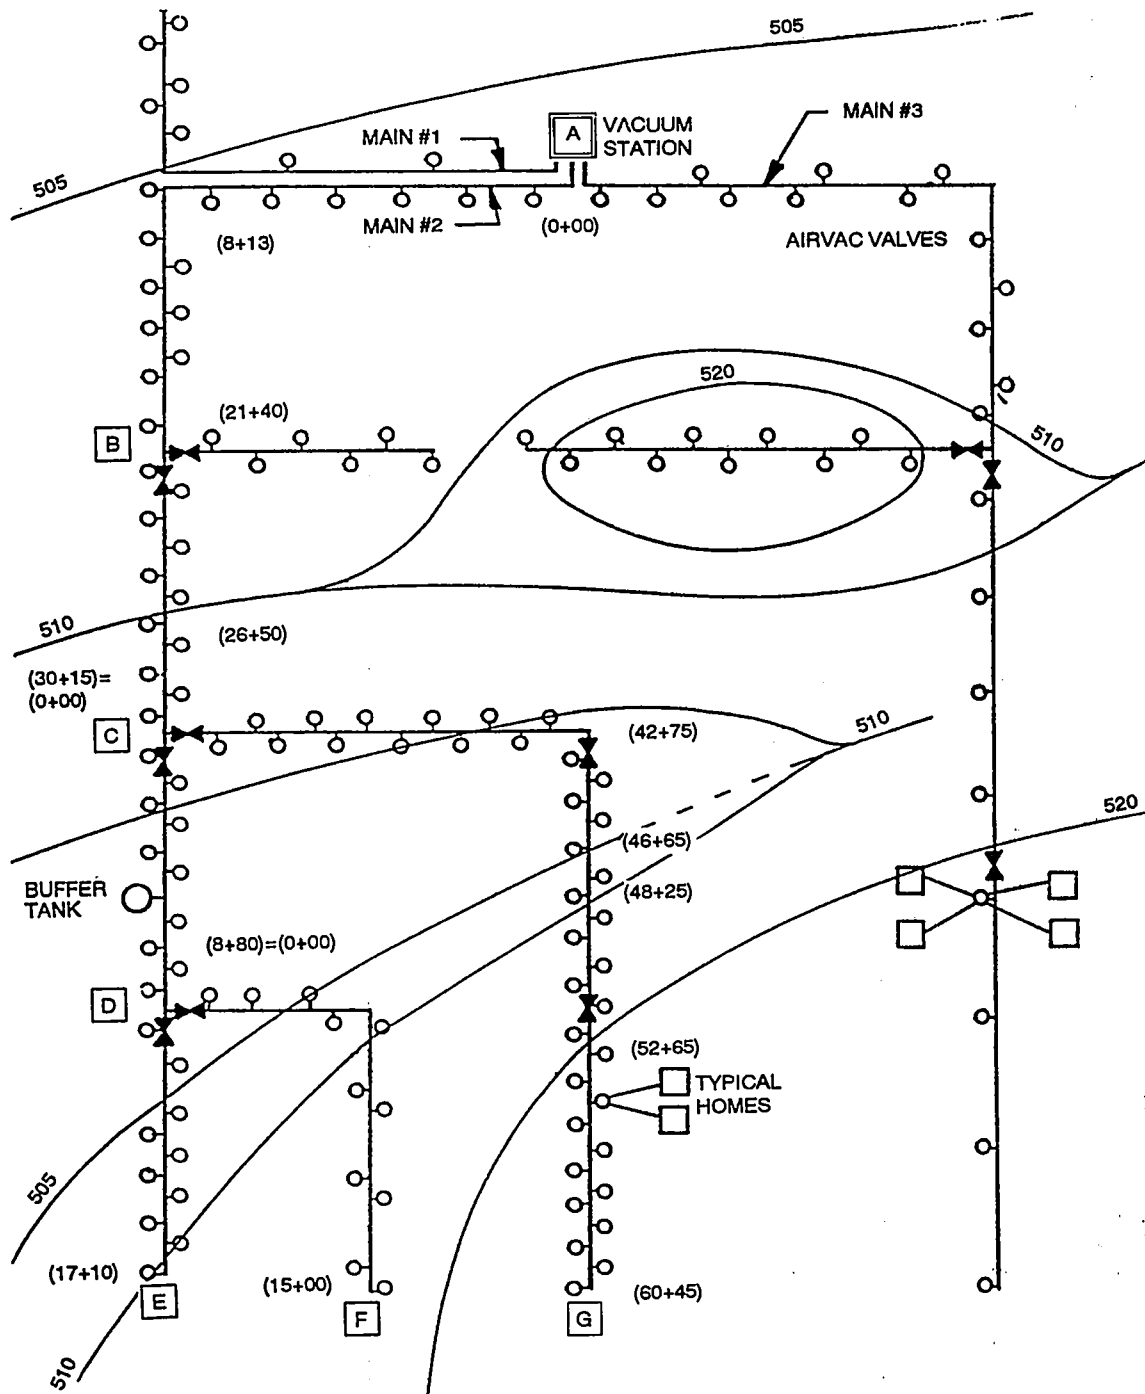 505
MAIN #1
A
VACUUM
STATION
MAIN #3
505
MAIN #2
(0+00)
(8+13)
AIRVAC VALVES
520
(21+40)
B
510
510
(26+50)
(30+15)=
(0+00)
C
(42+75)
510
520
(46+65)
BUFFER
TANK
(48+25)
(8+80)=(0+00)
D
(52+65)
TYPICAL
HOMES
505
(17+10)
(15+00)
(60+45)
E
F
G
510